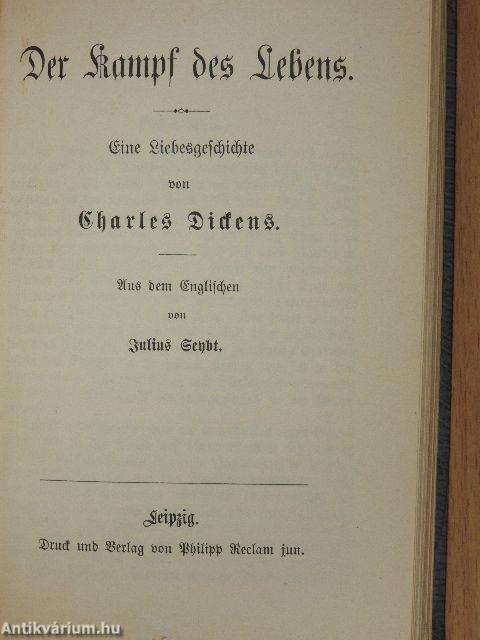 Der Kampf des Lebens.
Eine Liebesgeschichte
von
Charles Dickens.
Aus dem Englischen
von
Julius Seybt.
Leipzig.
Druck und Verlag von Philipp Reclam jun.
Antikvárium.hu